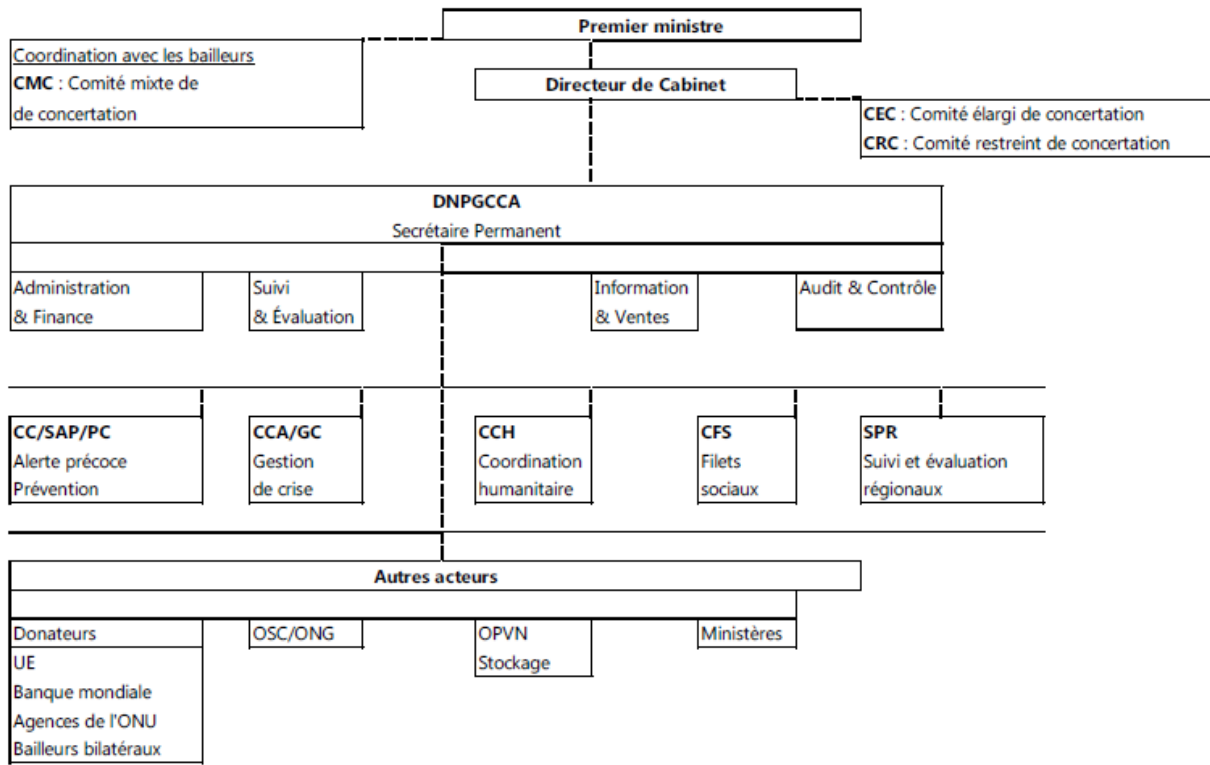 Premier ministre
Coordination avec les bailleurs
CMC : Comité mixte de
de concertation
Directeur de Cabinet
CEC : Comité élargi de concertation
CRC : Comité restreint de concertation
DNPGCCA
Secrétaire Permanent
Administration
& Finance
Suivi
& Évaluation
Information
& Ventes
Audit & Contrôle
CC/SAP/PC
Alerte précoce
Prévention
CCA/GC
Gestion
de crise
CCH
Coordination
humanitaire
CFS
Filets
sociaux
SPR
Suivi et évaluation
régionaux
Autres acteurs
Donateurs
UE
Banque mondiale
Agences de l'ONU
Bailleurs bilatéraux
OSC/ONG
OPVN
Stockage
Ministères